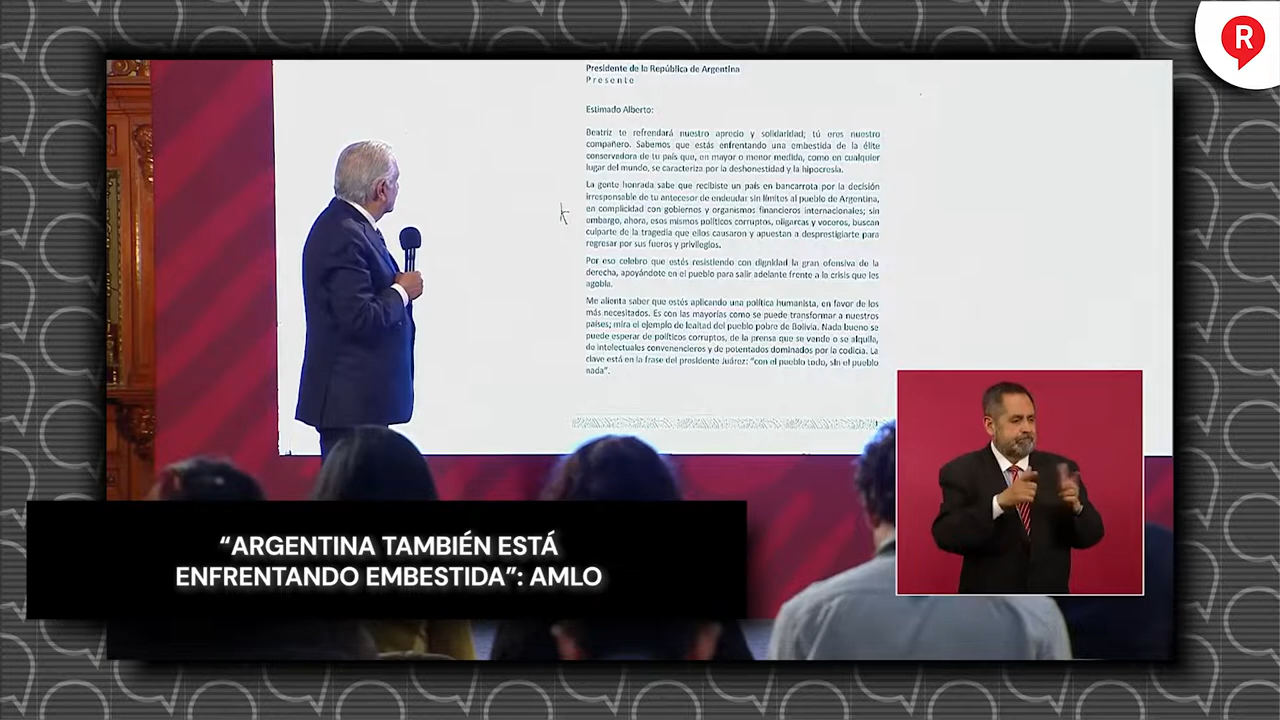 R
Presidente de la República de Argentina
Presente
Estimado Alberto:
Beatriz te refrendará nuestro aprecio y solidaridad; tú eres nuestro
compañero. Sabemos que estás enfrentando una embestida de la élite
conservadora de tu país que, en mayor o menor medida, como en cualquier
lugar del mundo, se caracteriza por la deshonestidad y la hipocresía.
La gente honrada sabe que recibiste un país en bancarrota por la decisión
irresponsable de tu antecesor de endeudar sin límites al pueblo de Argentina,
en complicidad con gobiernos y organismos financieros internacionales; sin
embargo, ahora, esos mismos políticos corruptos, oligarcas y voceros, buscan
culparte de la tragedia que ellos causaron y apuestan a desprestigiarte para
regresar por sus fueros y privilegios.
Por eso celebro que estés resistiendo con dignidad la gran ofensiva de la
derecha, apoyándote en el pueblo para salir adelante frente a la crisis que les
agobia.
Me alienta saber que estés aplicando una política humanista, en favor de los
más necesitados. Es con las mayorías como se puede transformar a nuestros
países; mira el ejemplo de lealtad del pueblo pobre de Bolivia. Nada bueno se
puede esperar de políticos corruptos, de la prensa que se vende o se alquila,
de intelectuales convenencieros y de potentados dominados por la codicia. La
clave está en la frase del presidente Juárez: "con el pueblo todo, sin el pueblo
nada".
“ARGENTINA TAMBIÉN ESTÁ
ENFRENTANDO EMBESTIDA”: AMLO